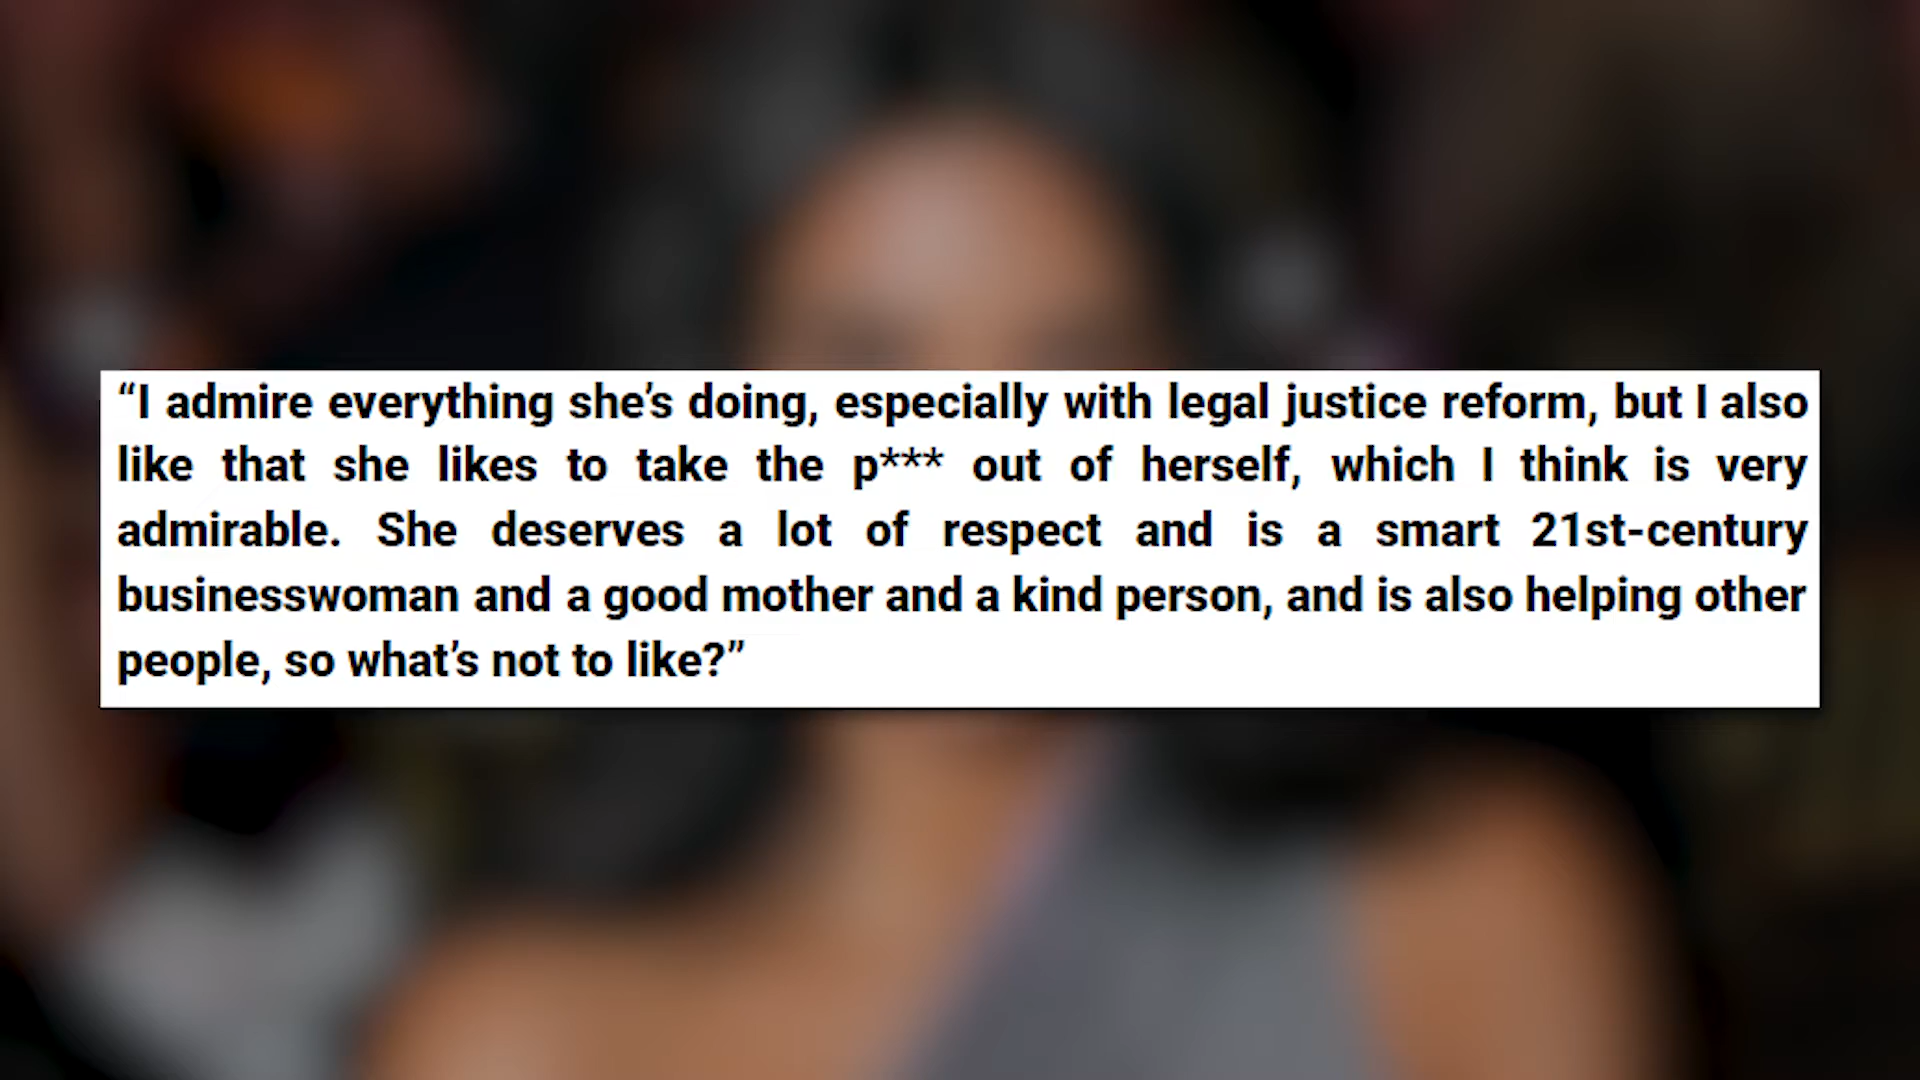 “I admire everything she’s doing, especially with legal justice reform, but I also
like that she likes to take the p*** out of herself, which I think is very
admirable. She deserves a lot of respect and is a smart 21st-century
businesswoman and a good mother and a kind person, and is also helping other
people, so what’s not to like?”